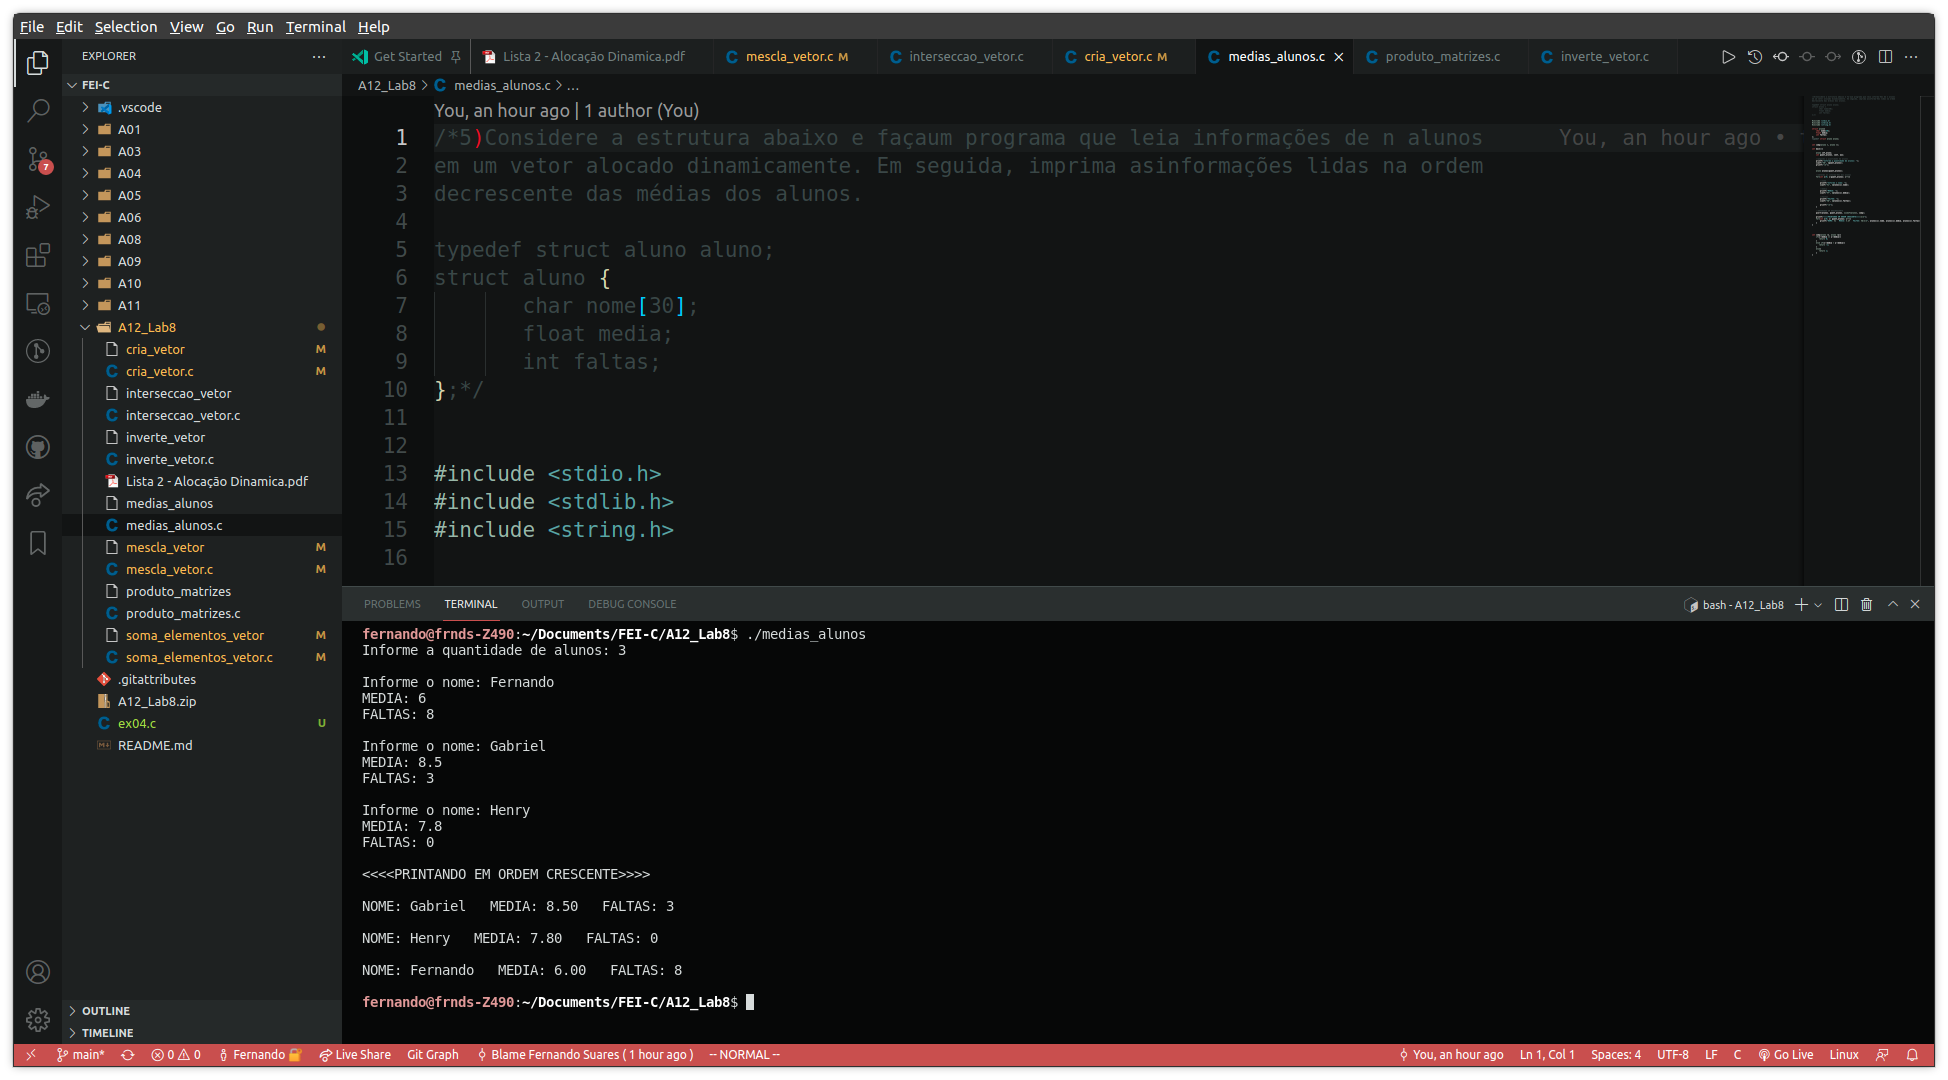 File Edit Selection View Go Run Terminal Help
EXPLORER
Get Started
Lista 2 - Alocação Dinamica.pdf
mescla_vetor.c M
interseccao_vetor.c
cria_vetor.c M
medias_alunos.c
produto_matrizes.c
inverte_vetor.c
FEI-C
.vscode
A01
A03
A04
A05
A06
A08
A09
A10
A11
A12_Lab8
cria_vetor M
cria_vetor.c M
interseccao_vetor
interseccao_vetor.c
inverte_vetor
inverte_vetor.c
Lista 2 - Alocação Dinamica.pdf
medias_alunos
medias_alunos.c
mescla_vetor M
mescla_vetor.c M
produto_matrizes
produto_matrizes.c
soma_elementos_vetor M
soma_elementos_vetor.c M
.gitattributes
A12_Lab8.zip
ex04.c U
README.md
OUTLINE
TIMELINE
7
A12_Lab8 > medias_alunos.c > ...
You, an hour ago | 1 author (You)
1 /*5)Considere a estrutura abaixo e façaum programa que leia informações de n alunos You, an hour ago •
2 em um vetor alocado dinamicamente. Em seguida, imprima asinformações lidas na ordem
3 decrescente das médias dos alunos.
4
5 typedef struct aluno aluno;
6 struct aluno {
7 char nome[30];
8 float media;
9 int faltas;
10 };*/
11
12
13 #include <stdio.h>
14 #include <stdlib.h>
15 #include <string.h>
16
PROBLEMS TERMINAL OUTPUT DEBUG CONSOLE
bash - A12_Lab8
fernando@frnds-Z490:~/Documents/FEI-C/A12_Lab8$ ./medias_alunos
Informe a quantidade de alunos: 3
Informe o nome: Fernando
MEDIA: 6
FALTAS: 8
Informe o nome: Gabriel
MEDIA: 8.5
FALTAS: 3
Informe o nome: Henry
MEDIA: 7.8
FALTAS: 0
<<<<PRINTANDO EM ORDEM CRESCENTE>>>>
NOME: Gabriel MEDIA: 8.50 FALTAS: 3
NOME: Henry MEDIA: 7.80 FALTAS: 0
NOME: Fernando MEDIA: 6.00 FALTAS: 8
fernando@frnds-Z490:~/Documents/FEI-C/A12_Lab8$
main* 0 0 Fernando Live Share Git Graph Blame Fernando Suares ( 1 hour ago ) -- NORMAL -- You, an hour ago Ln 1, Col 1 Spaces: 4 UTF-8 LF C Go Live Linux